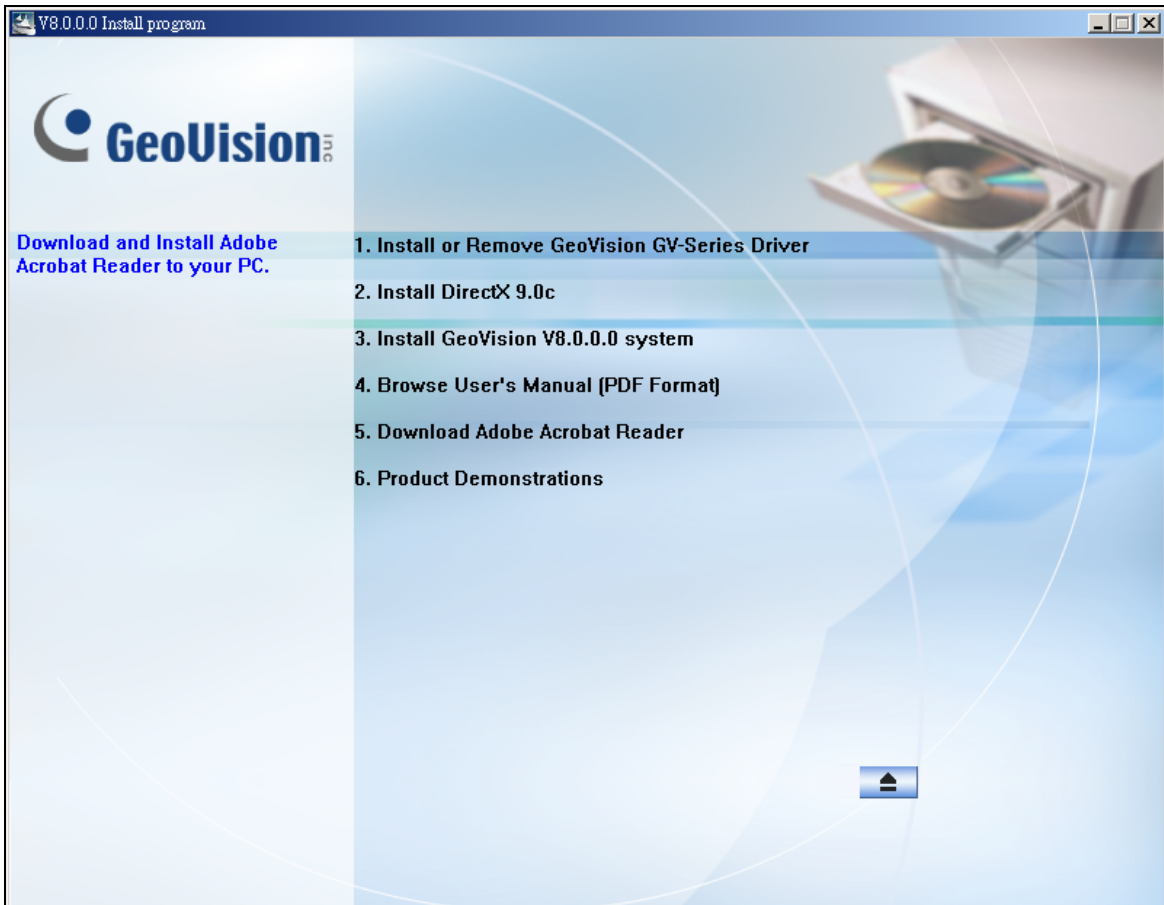 V8.0.0.0 Install program
GeoVision Inc
Download and Install Adobe
Acrobat Reader to your PC.
1. Install or Remove GeoVision GV-Series Driver
2. Install DirectX 9.0c
3. Install GeoVision V8.0.0.0 system
4. Browse User's Manual (PDF Format)
5. Download Adobe Acrobat Reader
6. Product Demonstrations